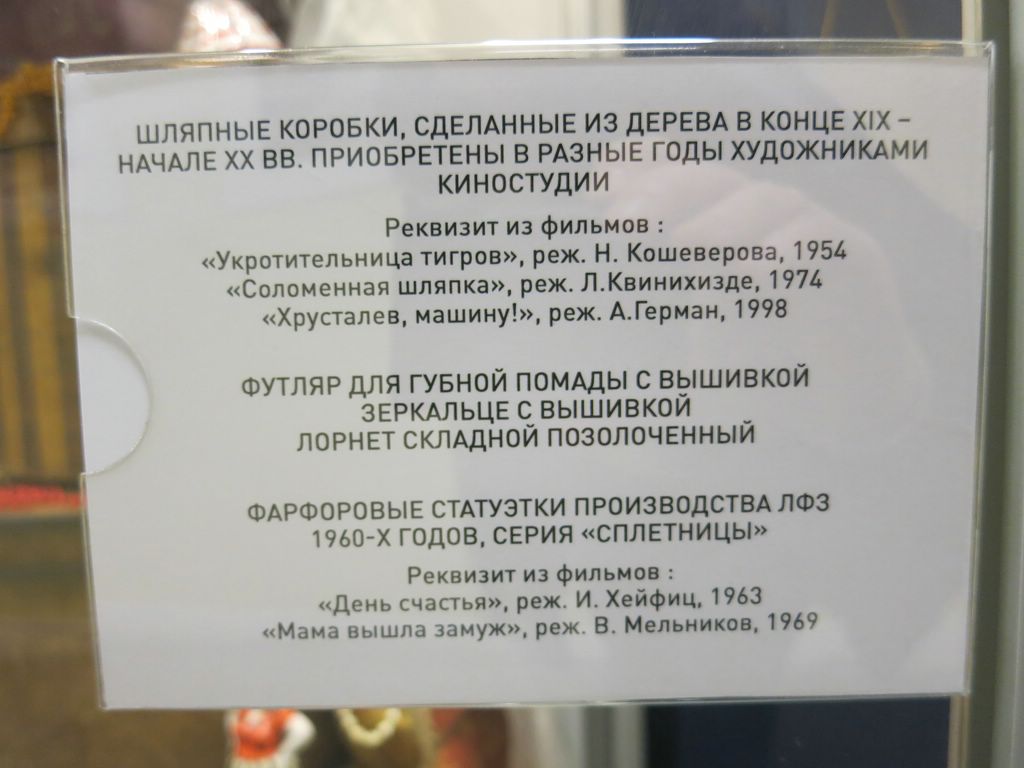 ШЛЯПНЫЕ КОРОБКИ, СДЕЛАННЫЕ ИЗ ДЕРЕВА В КОНЦЕ XIX –
НАЧАЛЕ XX ВВ. ПРИОБРЕТЕНЫ В РАЗНЫЕ ГОДЫ ХУДОЖНИКАМИ
КИНОСТУДИИ
Реквизит из фильмов :
«Укротительница тигров», реж. Н. Кошеверова, 1954
«Соломенная шляпка», реж. Л.Квинихизде, 1974
«Хрусталев, машину!», реж. А.Герман, 1998
ФУТЛЯР ДЛЯ ГУБНОЙ ПОМАДЫ С ВЫШИВКОЙ
ЗЕРКАЛЬЦЕ С ВЫШИВКОЙ
ЛОРНЕТ СКЛАДНОЙ ПОЗОЛОЧЕННЫЙ
ФАРФОРОВЫЕ СТАТУЭТКИ ПРОИЗВОДСТВА ЛФЗ
1960-Х ГОДОВ, СЕРИЯ «СПЛЕТНИЦЫ»
Реквизит из фильмов :
«День счастья», реж. И. Хейфиц, 1963
«Мама вышла замуж», реж. В. Мельников, 1969